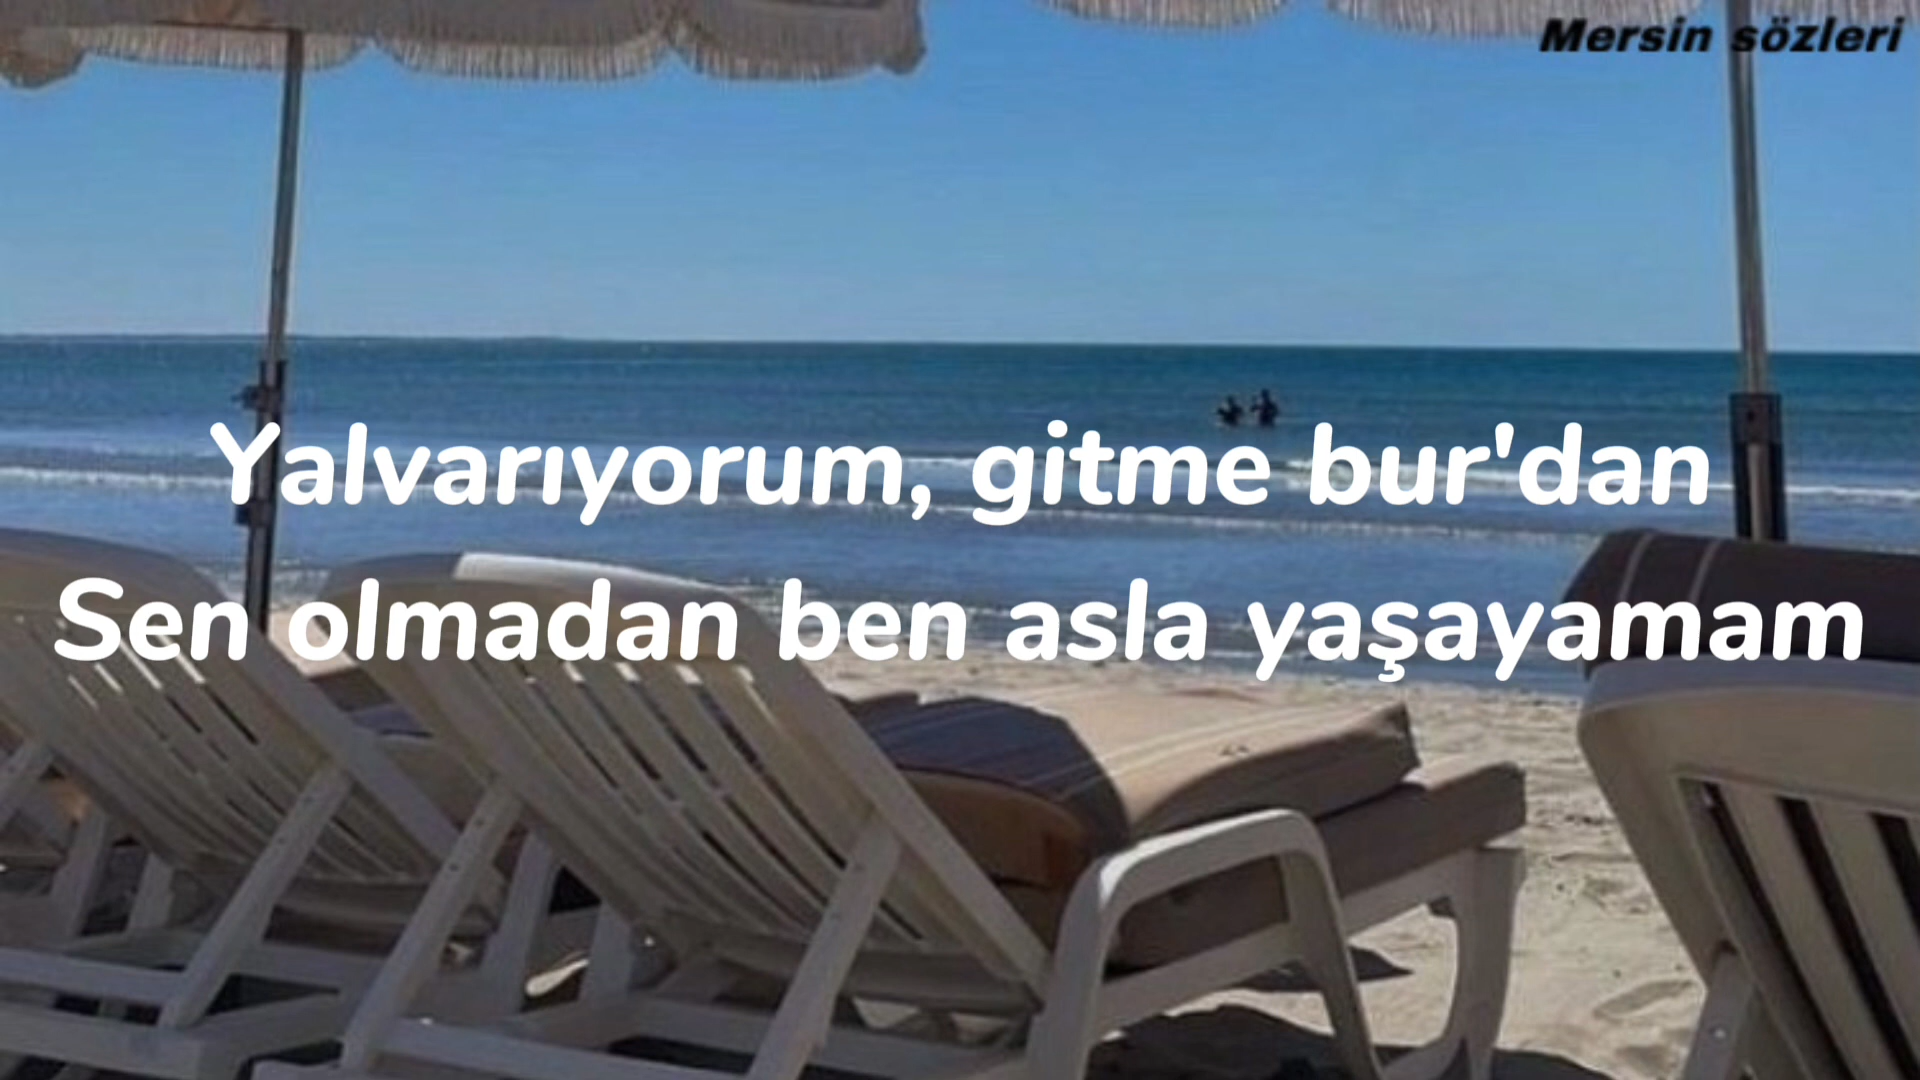 Mersin sözleri
Yalvarıyorum, gitme bur'dan
Sen olmadan ben asla yaşayamam